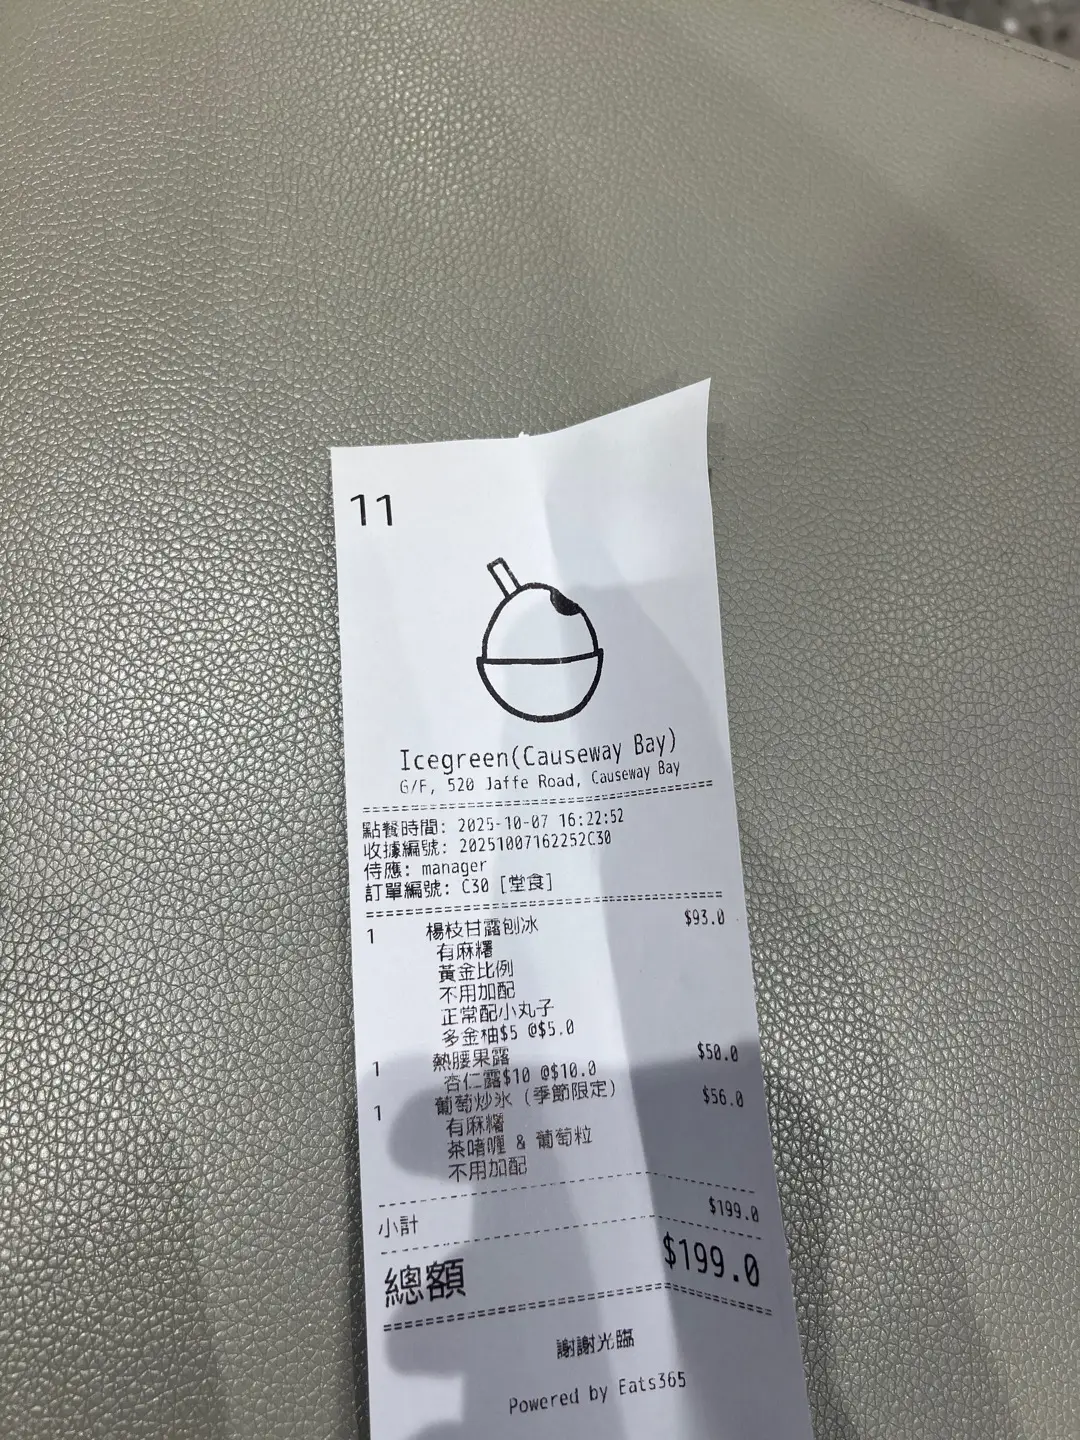 11
Icegreen(Causeway Bay)
G/F, 520 Jaffe Road, Causeway Bay
點餐時間: 2025-10-07 16:22:52
收據編號: 20251007162252C30
侍應: manager
訂單編號: C30 [堂食]
1 楊枝甘露刨冰 $93.0
有麻糬
黃金比例
不用加配
正常配小丸子
多金柚$5 @$5.0
1 熱腰果露 $50.0
杏仁露$10 @$10.0
1 葡萄炒氷 (季節限定) $56.0
有麻糬
茶啫喱 & 葡萄粒
不用加配
小計 $199.0
總額 $199.0
謝謝光臨
Powered by Eats365